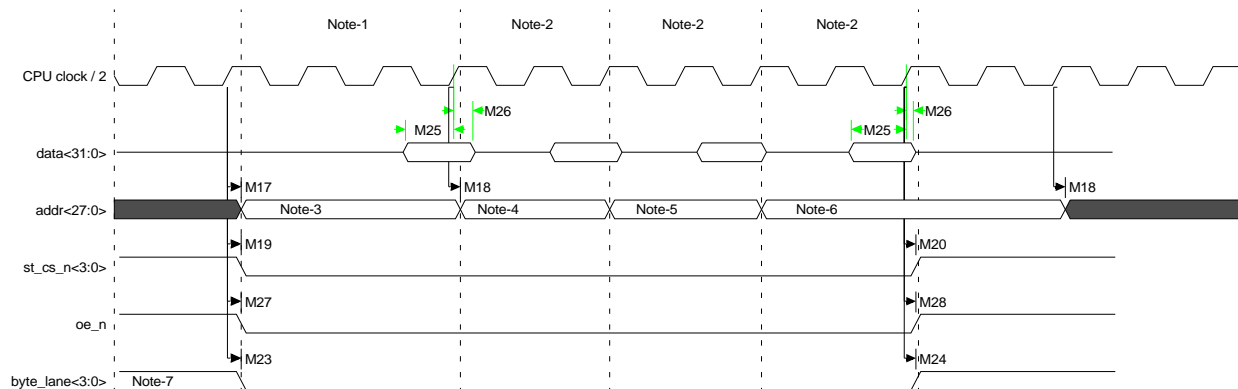 Note-1 Note-2 Note-2 Note-2
CPU clock / 2
M26 M26
M25 M25
data<31:0>
M17 M18 M18
addr<27:0> Note-3 Note-4 Note-5 Note-6
M19 M20
st_cs_n<3:0>
M27 M28
oe_n
M23 M24
byte_lane<3:0> Note-7